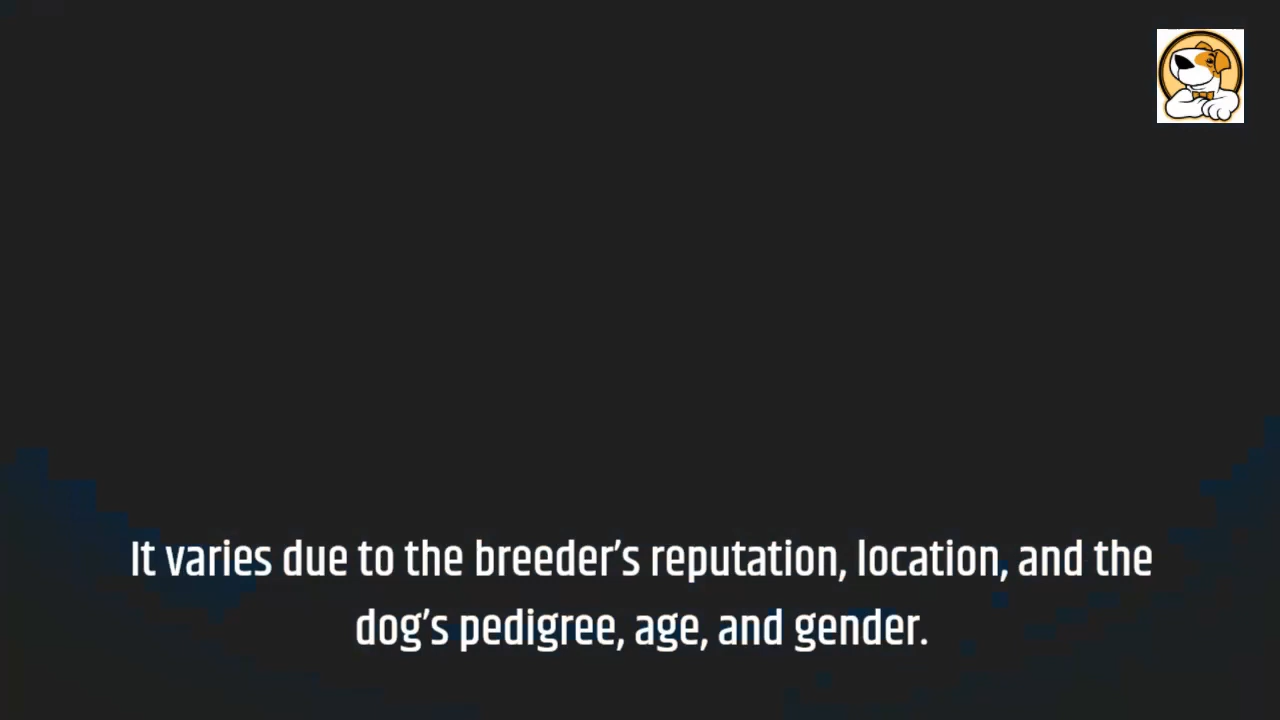 It varies due to the breeder’s reputation, location, and the
dog’s pedigree, age, and gender.